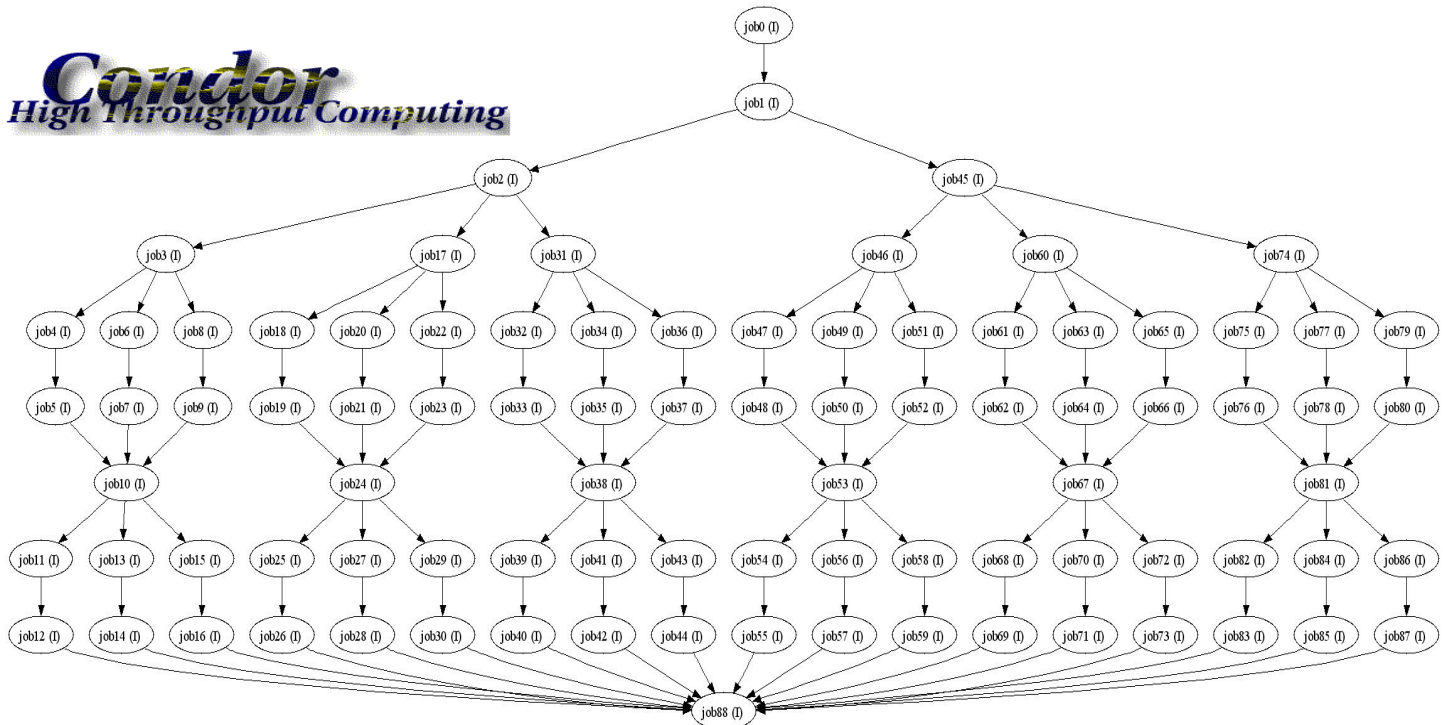 Condor
High Throughput Computing
job0 (I)
job1 (I)
job2 (I)
job45 (I)
job3 (I)
job17 (I)
job31 (I)
job46 (I)
job60 (I)
job74 (I)
job4 (I)
job6 (I)
job8 (I)
job18 (I)
job20 (I)
job22 (I)
job32 (I)
job34 (I)
job36 (I)
job47 (I)
job49 (I)
job51 (I)
job61 (I)
job63 (I)
job65 (I)
job75 (I)
job77 (I)
job79 (I)
job5 (I)
job7 (I)
job9 (I)
job19 (I)
job21 (I)
job23 (I)
job33 (I)
job35 (I)
job37 (I)
job48 (I)
job50 (I)
job52 (I)
job62 (I)
job64 (I)
job66 (I)
job76 (I)
job78 (I)
job80 (I)
job10 (I)
job24 (I)
job38 (I)
job53 (I)
job67 (I)
job81 (I)
job11 (I)
job13 (I)
job15 (I)
job25 (I)
job27 (I)
job29 (I)
job39 (I)
job41 (I)
job43 (I)
job54 (I)
job56 (I)
job58 (I)
job68 (I)
job70 (I)
job72 (I)
job82 (I)
job84 (I)
job86 (I)
job12 (I)
job14 (I)
job16 (I)
job26 (I)
job28 (I)
job30 (I)
job40 (I)
job42 (I)
job44 (I)
job55 (I)
job57 (I)
job59 (I)
job69 (I)
job71 (I)
job73 (I)
job83 (I)
job85 (I)
job87 (I)
job88 (I)